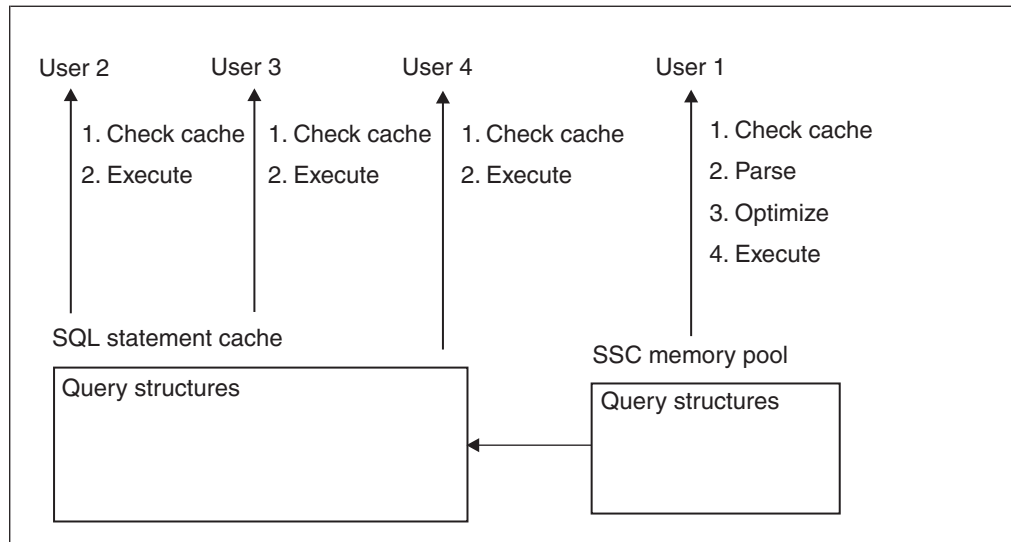 User 2
User 3
User 4
User 1
1. Check cache
2. Execute
1. Check cache
2. Execute
1. Check cache
2. Execute
1. Check cache
2. Parse
3. Optimize
4. Execute
SQL statement cache
Query structures
SSC memory pool
Query structures